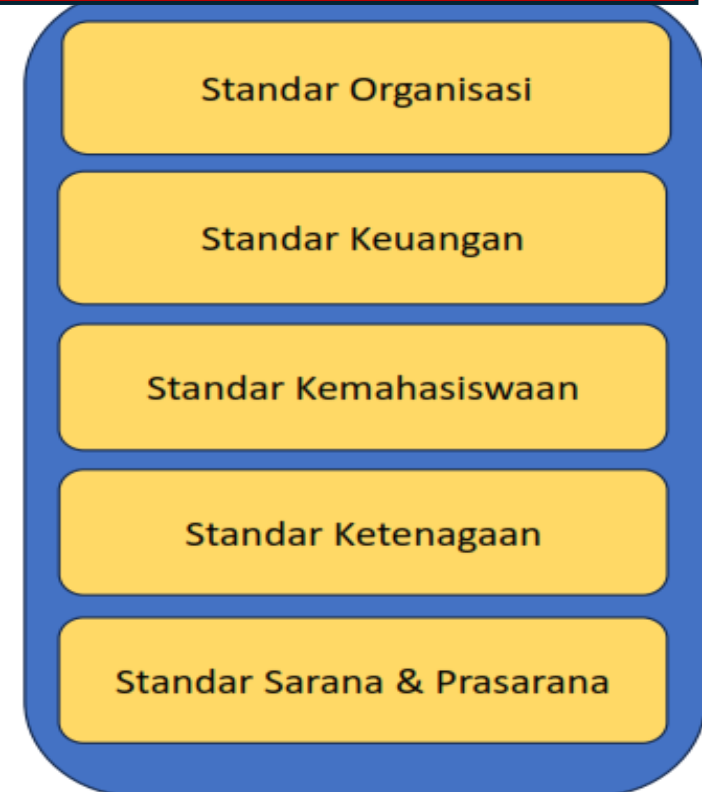 Standar Organisasi
Standar Keuangan
Standar Kemahasiswaan
Standar Ketenagaan
Standar Sarana & Prasarana